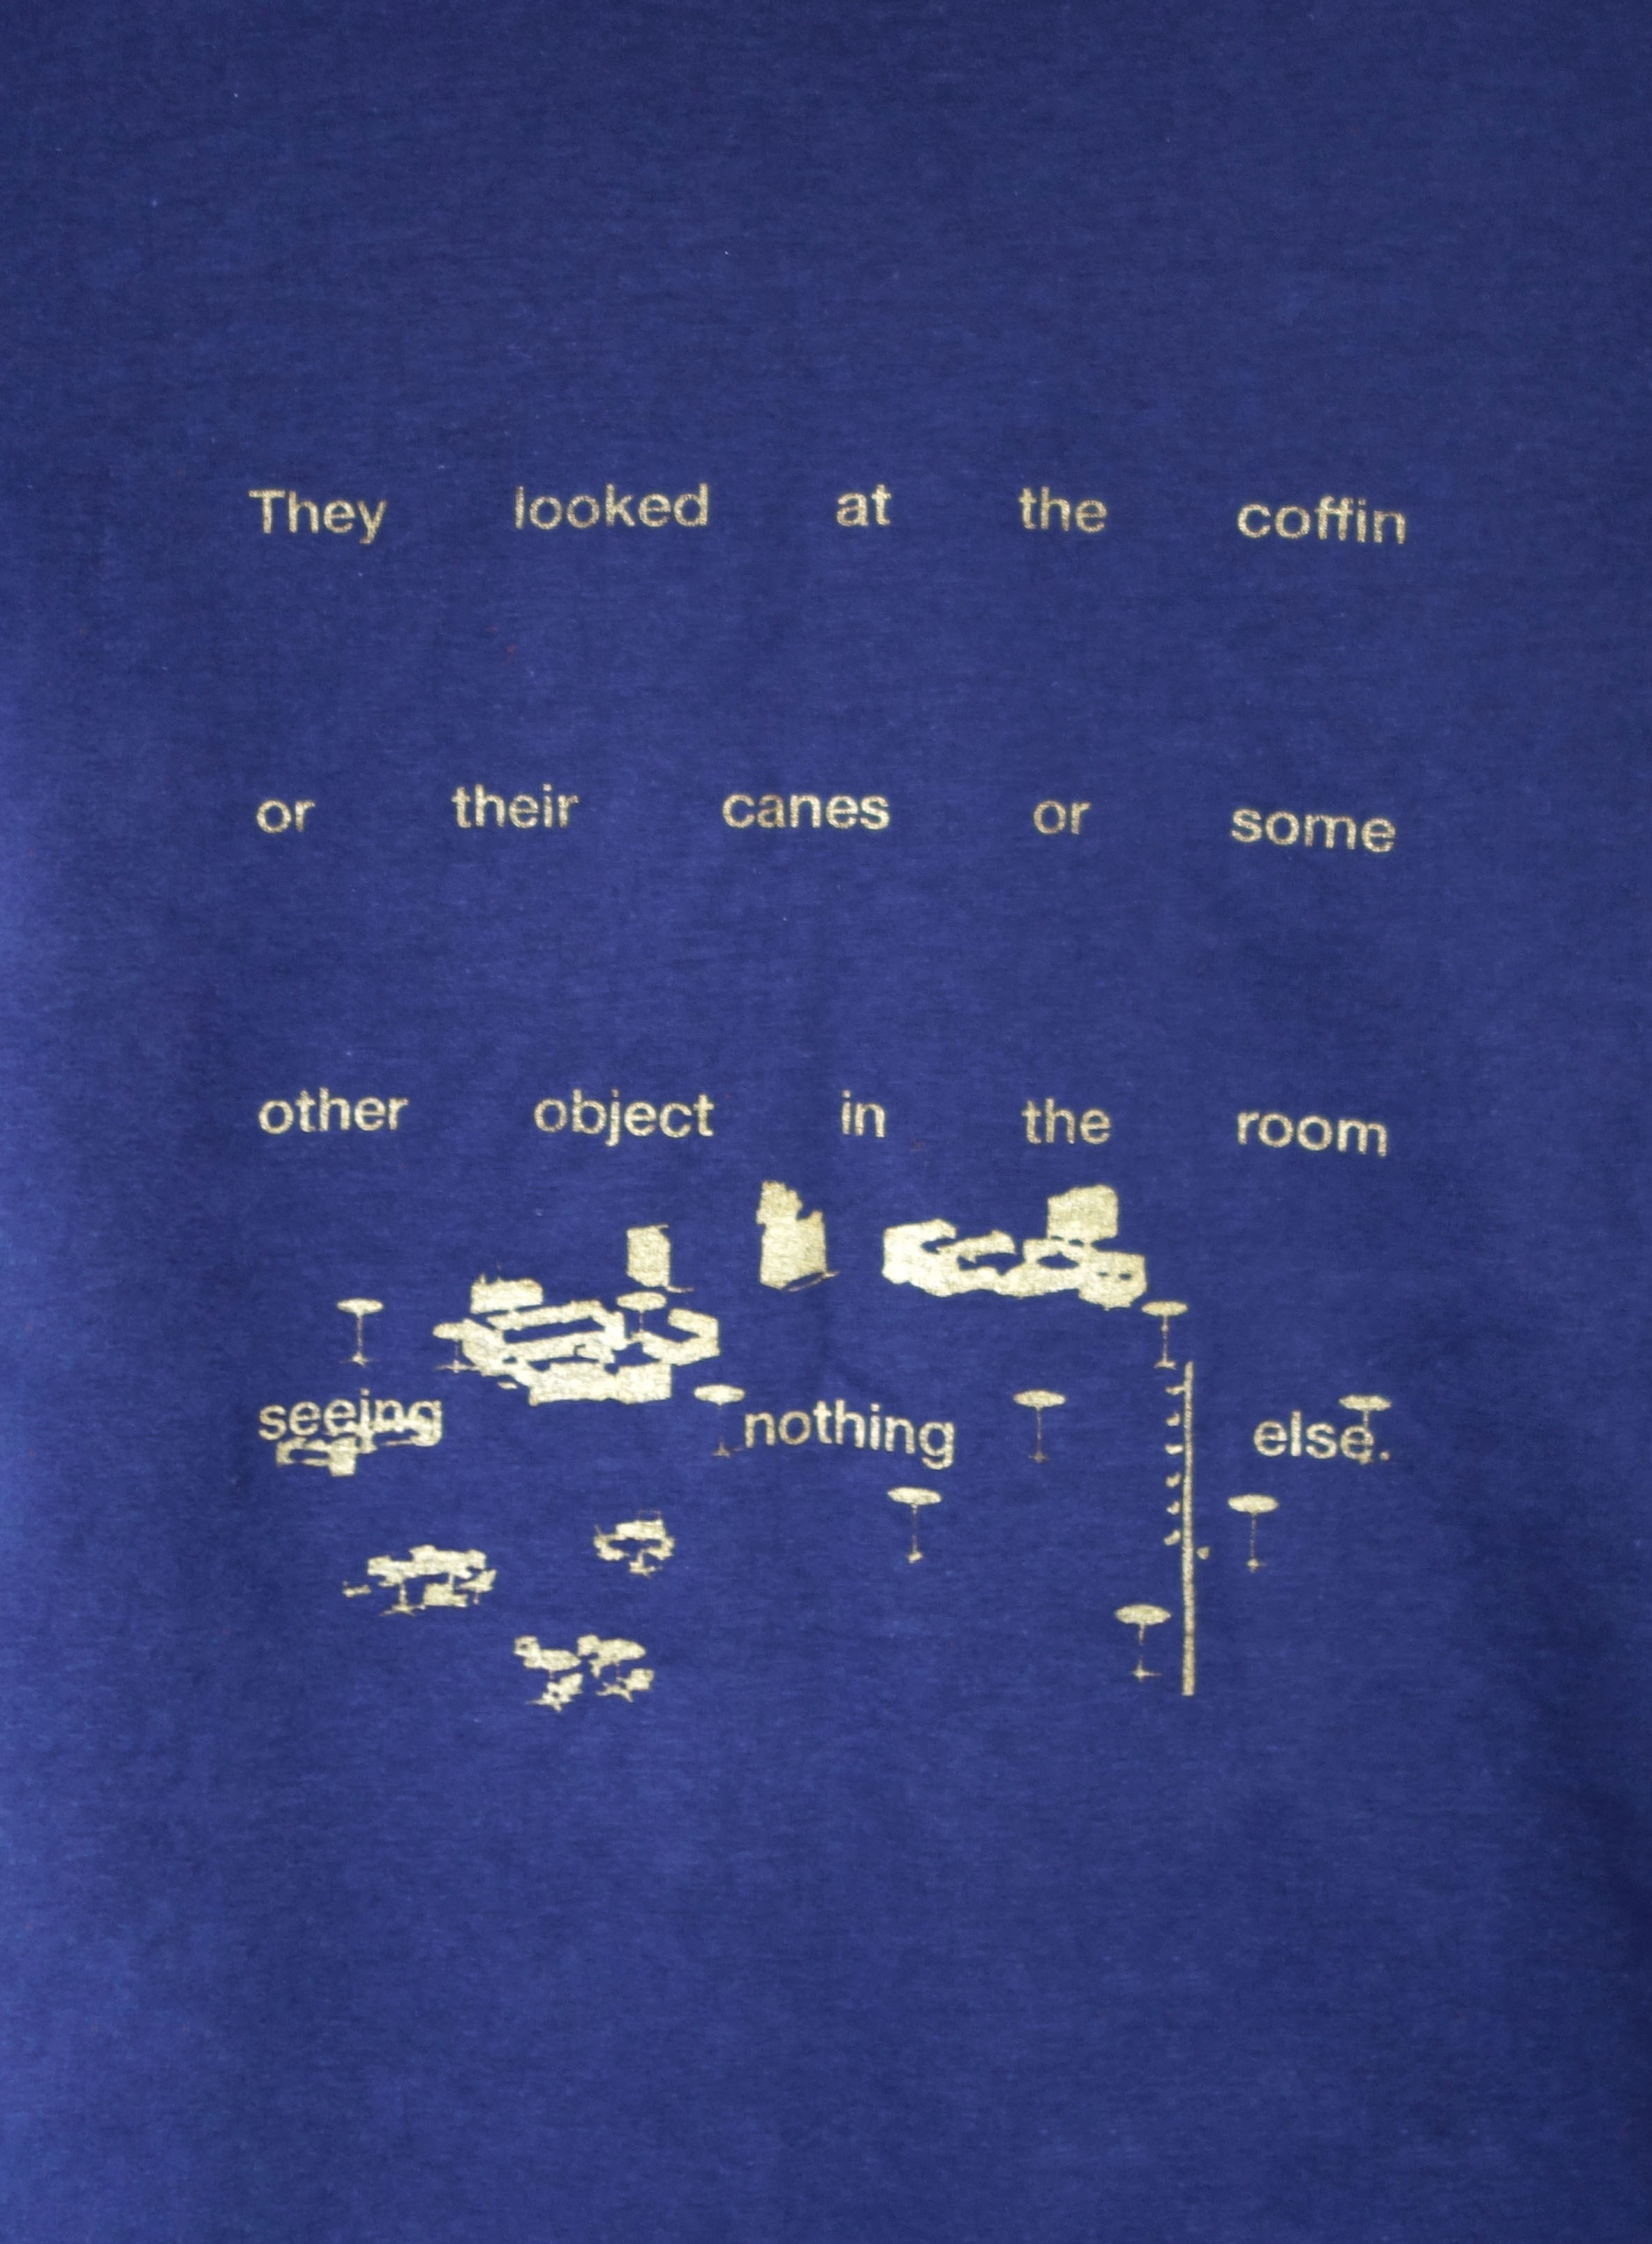 They looked at the coffin
or their canes or some
other object in the room
seeing nothing else.